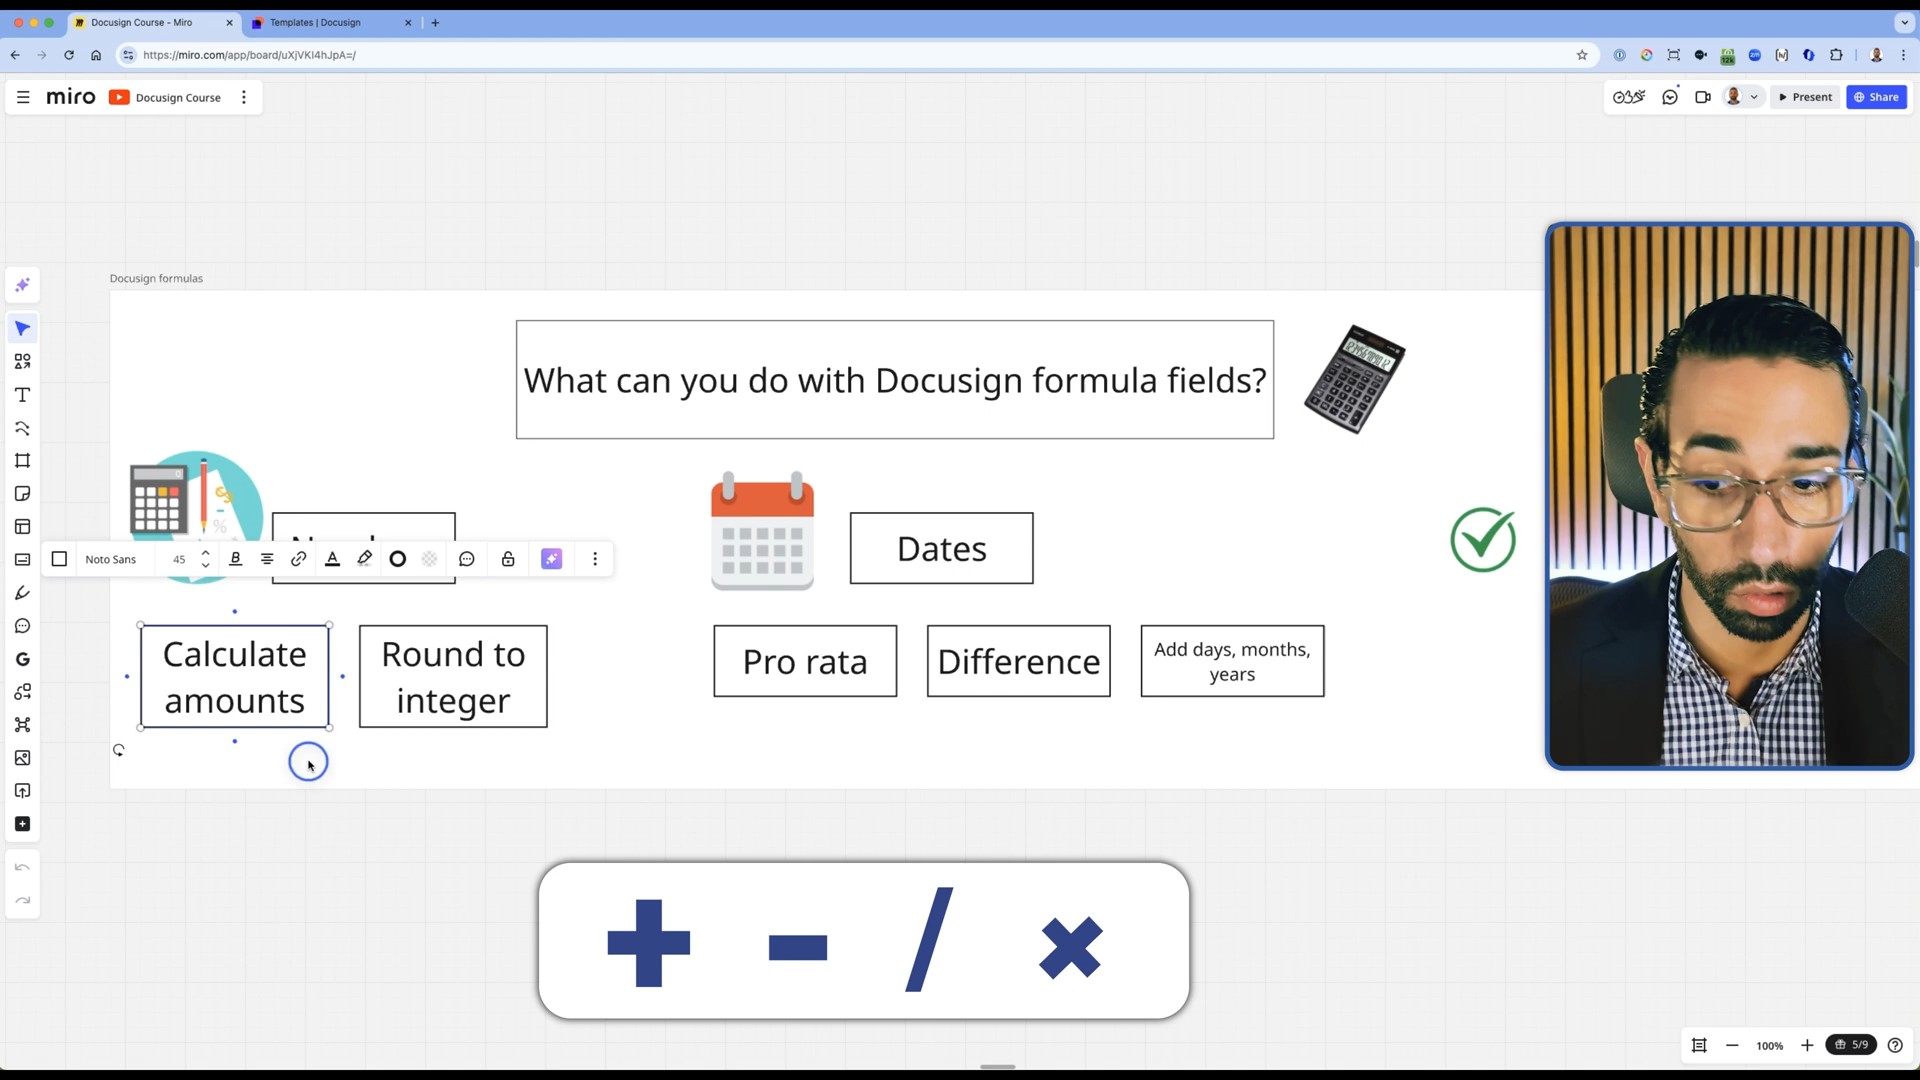 Docusign Course - Miro
Templates | Docusign
https://miro.com/app/board/uXjVKI4hJpA=/
miro
Docusign Course
Present
Share
Docusign formulas
What can you do with Docusign formula fields?
Dates
Noto Sans
45
Calculate
amounts
Round to
integer
Pro rata
Difference
Add days, months,
years
+ - / ×
100%
5/9